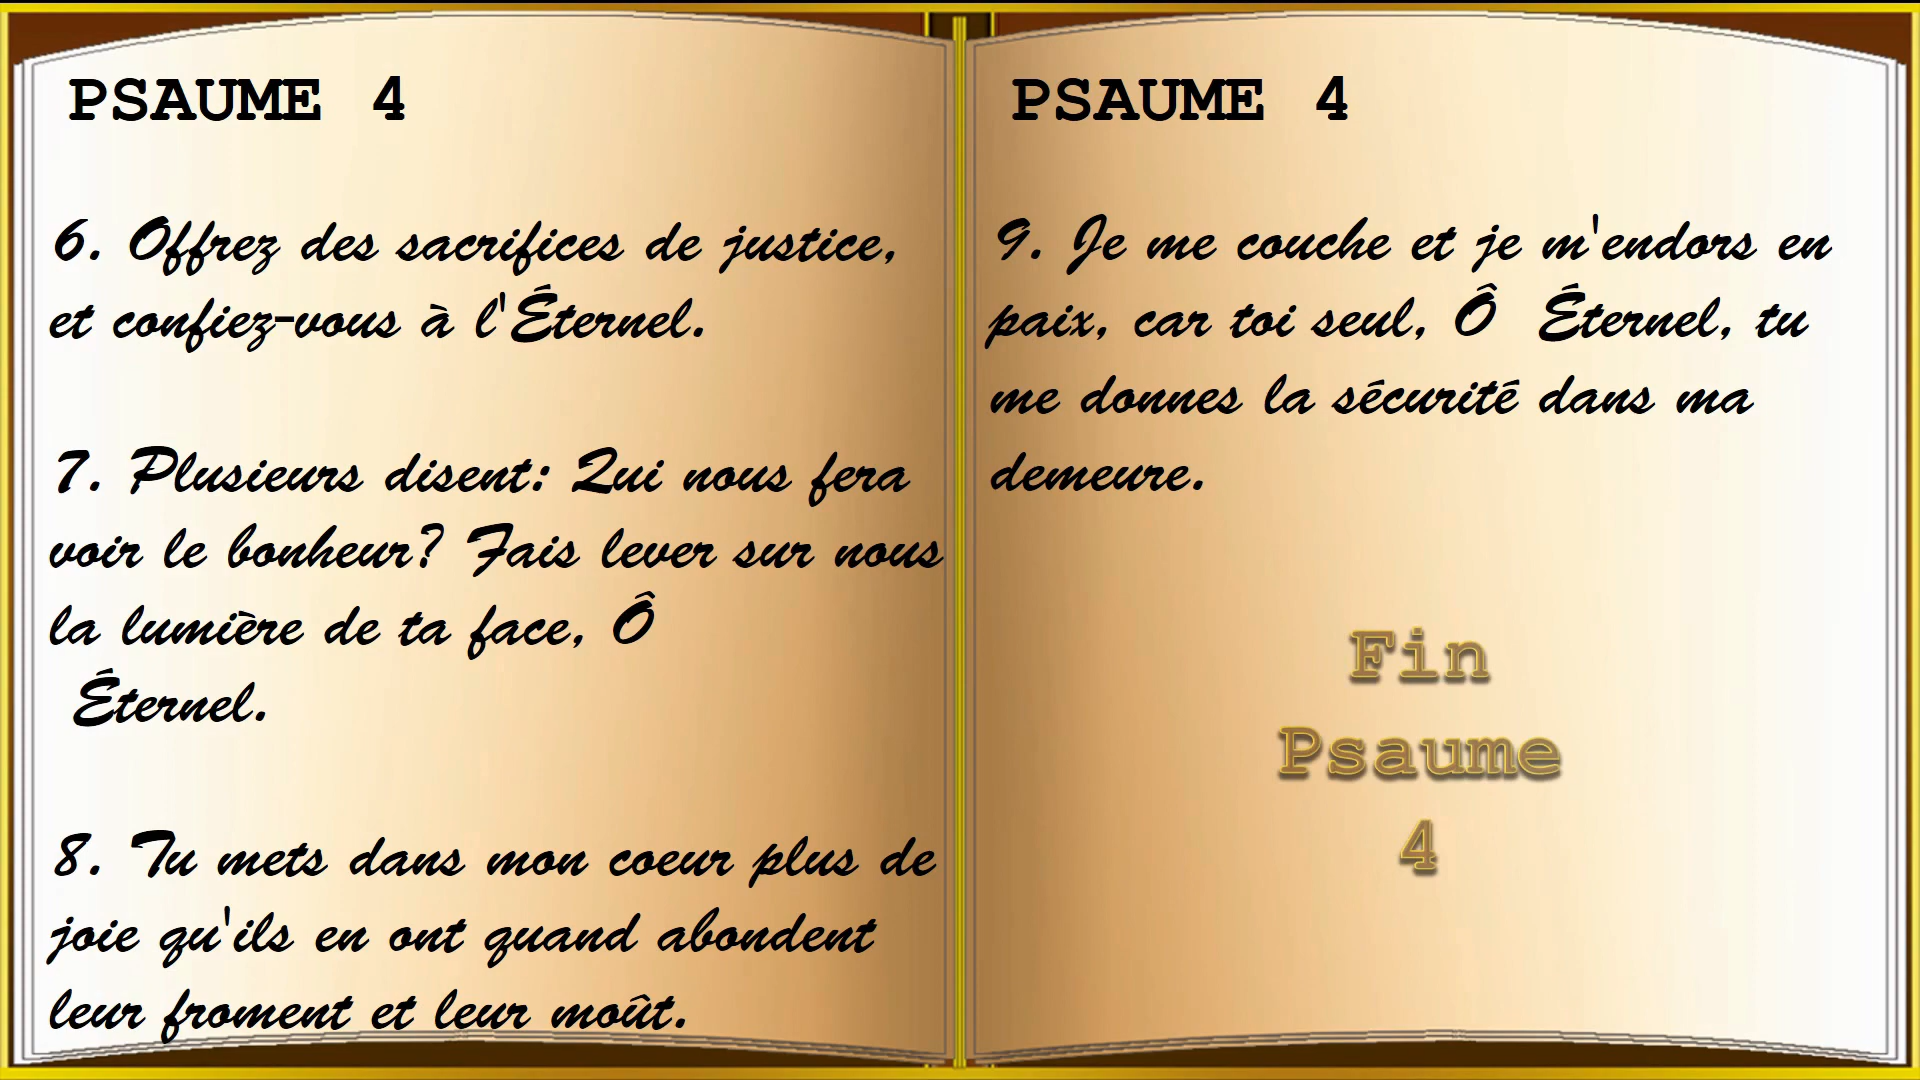 PSAUME 4
6. Offrez des sacrifices de justice,
et confiez-vous à l'Éternel.
7. Plusieurs disent: Qui nous fera
voir le bonheur? Fais lever sur nous
la lumière de ta face, Ô
Éternel.
8. Tu mets dans mon coeur plus de
joie qu'ils en ont quand abondent
leur froment et leur moût.
PSAUME 4
9. Je me couche et je m'endors en
paix, car toi seul, Ô Éternel, tu
me donnes la sécurité dans ma
demeure.
Fin
Psaume
4